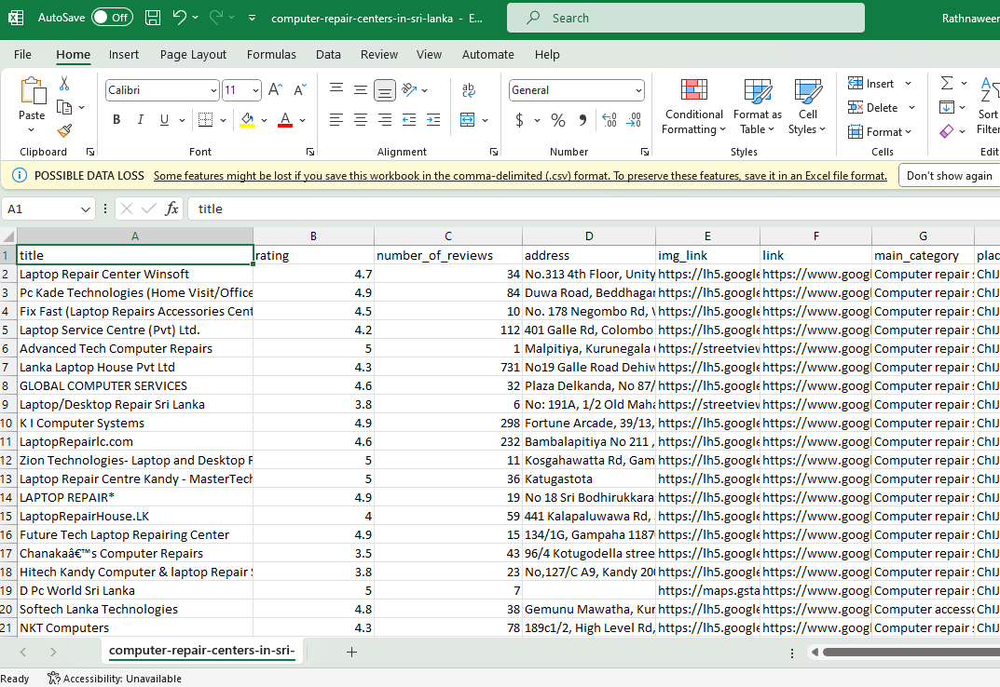 AutoSave Off computer-repair-centers-in-sri-lanka - E... Search Rathnaweer
File Home Insert Page Layout Formulas Data Review View Automate Help
Paste Calibri 11 General Conditional Formatting Format as Table Cell Styles Insert Delete Format Sort Filter
Clipboard Font Alignment Number Styles Cells Edit
POSSIBLE DATA LOSS Some features might be lost if you save this workbook in the comma-delimited (.csv) format. To preserve these features, save it in an Excel file format. Don't show again
A1 fx title
A B C D E F G
1 title rating number_of_reviews address img_link link main_category plac
2 Laptop Repair Center Winsoft 4.7 34 No.313 4th Floor, Unity https://lh5.google https://www.googl Computer repair s ChIJ
3 Pc Kade Technologies (Home Visit/Office 4.9 84 Duwa Road, Beddhagar https://lh5.google https://www.googl Computer repair s ChIJ
4 Fix Fast (Laptop Repairs Accessories Cent 4.5 10 No. 178 Negombo Rd, W https://lh5.google https://www.googl Computer repair s ChIJ
5 Laptop Service Centre (Pvt) Ltd. 4.2 112 401 Galle Rd, Colombo https://lh5.google https://www.googl Computer repair s ChIJ
6 Advanced Tech Computer Repairs 5 1 Malpitiya, Kurunegala https://streetview https://www.googl Computer repair s ChIJ
7 Lanka Laptop House Pvt Ltd 4.3 731 No19 Galle Road Dehiw https://lh5.google https://www.googl Computer repair s ChIJ
8 GLOBAL COMPUTER SERVICES 4.6 32 Plaza Delkanda, No 87/ https://lh5.google https://www.googl Computer repair s ChIJ
9 Laptop/Desktop Repair Sri Lanka 3.8 6 No: 191A, 1/2 Old Maha https://streetview https://www.googl Computer repair s ChIJ
10 K I Computer Systems 4.9 298 Fortune Arcade, 39/13, https://lh5.google https://www.googl Computer repair s ChIJ
11 LaptopRepairlc.com 4.6 232 Bambalapitiya No 211 , https://lh5.google https://www.googl Computer repair s ChIJ
12 Zion Technologies- Laptop and Desktop R 5 11 Kosgahawatta Rd, Gam https://lh5.google https://www.googl Computer repair s ChIJ
13 Laptop Repair Centre Kandy - MasterTech 5 36 Katugastota https://lh5.google https://www.googl Computer repair s ChIJ
14 LAPTOP REPAIR* 4.9 19 No 18 Sri Bodhirukkara https://lh5.google https://www.googl Computer repair s ChIJ
15 LaptopRepairHouse.LK 4 59 441 Kalapaluwawa Rd, https://lh5.google https://www.googl Computer repair s ChIJ
16 Future Tech Laptop Repairing Center 4.9 15 134/1G, Gampaha 1187 https://lh5.google https://www.googl Computer repair s ChIJ
17 Chanakaâ€™s Computer Repairs 3.5 43 96/4 Kotugodella stree https://lh5.google https://www.googl Computer repair s ChIJ
18 Hitech Kandy Computer & laptop Repair S 3.8 23 No,127/C A9, Kandy 200 https://lh5.google https://www.googl Computer repair s ChIJ
19 D Pc World Sri Lanka 5 7 https://maps.gsta https://www.googl Computer repair s ChIJ
20 Softech Lanka Technologies 4.8 38 Gemunu Mawatha, Kur https://lh5.google https://www.googl Computer accesso ChIJ
21 NKT Computers 4.3 78 189c1/2, High Level Rd, https://lh5.google https://www.googl Computer repair s ChIJ
computer-repair-centers-in-sri-
Ready Accessibility: Unavailable